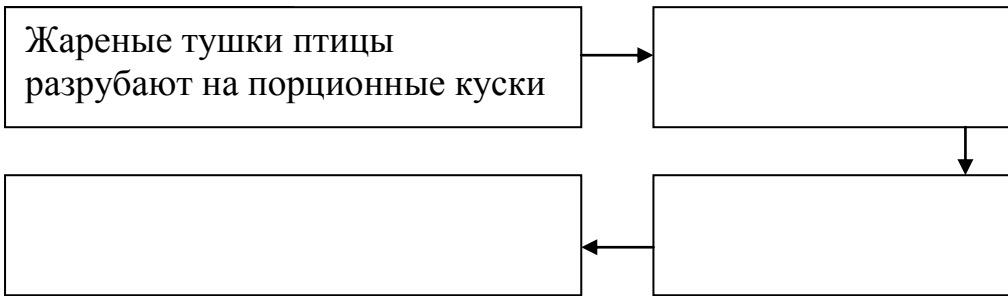 Жареные тушки птицы
разрубают на порционные куски